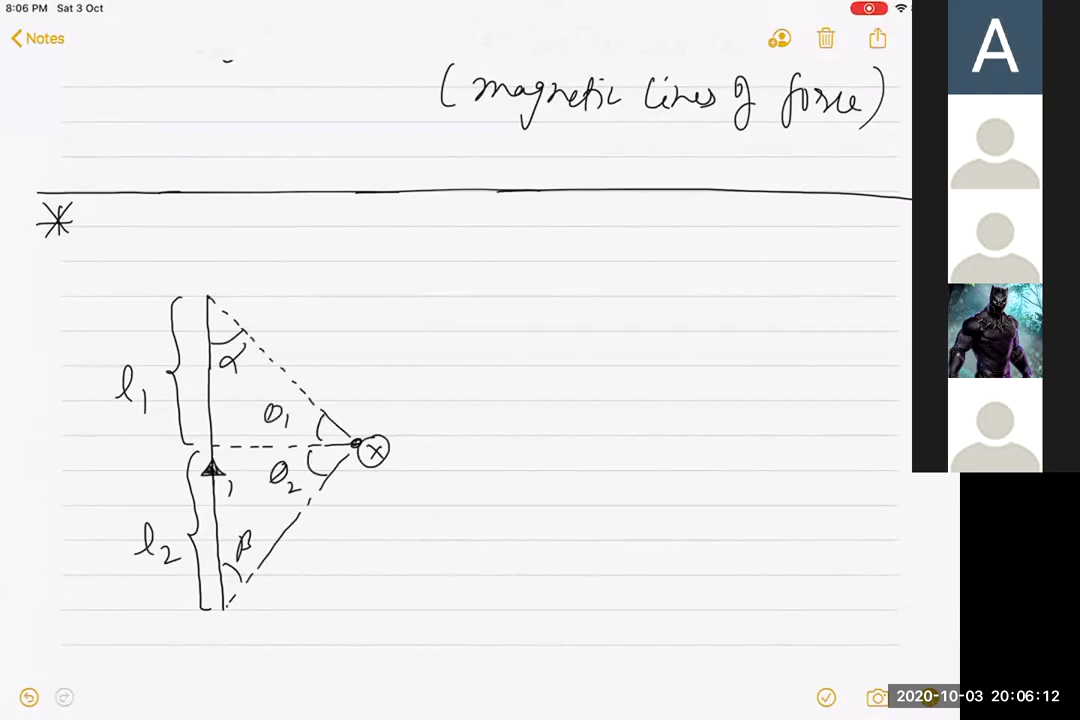 8:06 PM Sat 3 Oct
Notes
A
(magnetic lines of force)
α
l1
θ1
X
θ2
l2
β
2020-10-03 20:06:12